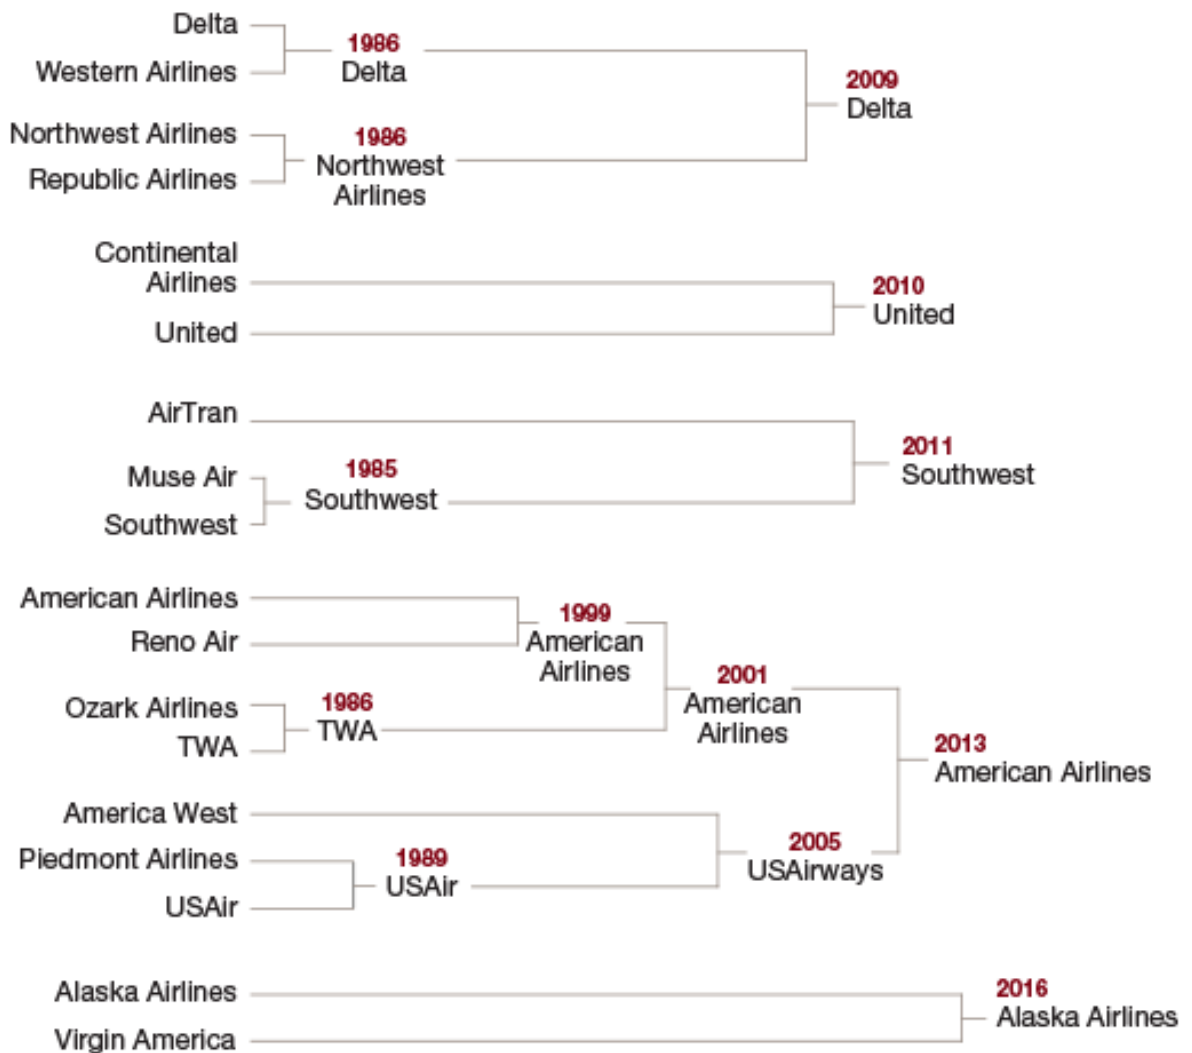 Delta
Western Airlines
1986
Delta
Northwest Airlines
Republic Airlines
1986
Northwest
Airlines
2009
Delta
Continental
Airlines
United
2010
United
AirTran
Muse Air
Southwest
1985
Southwest
2011
Southwest
American Airlines
Reno Air
1999
American
Airlines
Ozark Airlines
TWA
1986
TWA
2001
American
Airlines
America West
Piedmont Airlines
USAir
1989
USAir
2005
USAirways
2013
American Airlines
Alaska Airlines
Virgin America
2016
Alaska Airlines